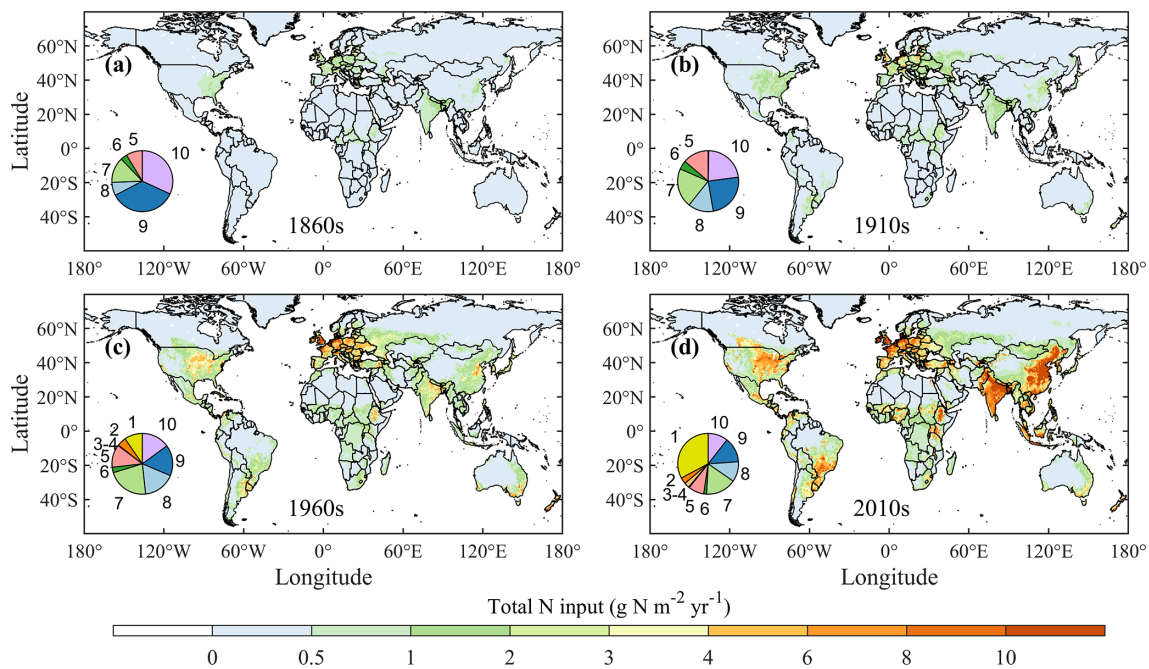 60°N (a) 60°N (b)
40°N 40°N
20°N 20°N
Latitude 0° 0°
6 5 10 6 5 10
7 7
20°S 8 20°S
9 8 9
40°S 1860s 40°S 1910s
180° 120°W 60°W 0° 60°E 120°E 180° 180° 120°W 60°W 0° 60°E 120°E 180°
60°N (c) 60°N (d)
40°N 40°N
20°N 20°N
Latitude 0° 2 1 10 0° 1 10 9
3-4 8
20°S 5 9 20°S 2
6 8 3-4 7
40°S 7 1960s 40°S 5 6 2010s
180° 120°W 60°W 0° 60°E 120°E 180° 180° 120°W 60°W 0° 60°E 120°E 180°
Longitude Longitude
Total N input (g N m⁻² yr⁻¹)
0 0.5 1 2 3 4 6 8 10